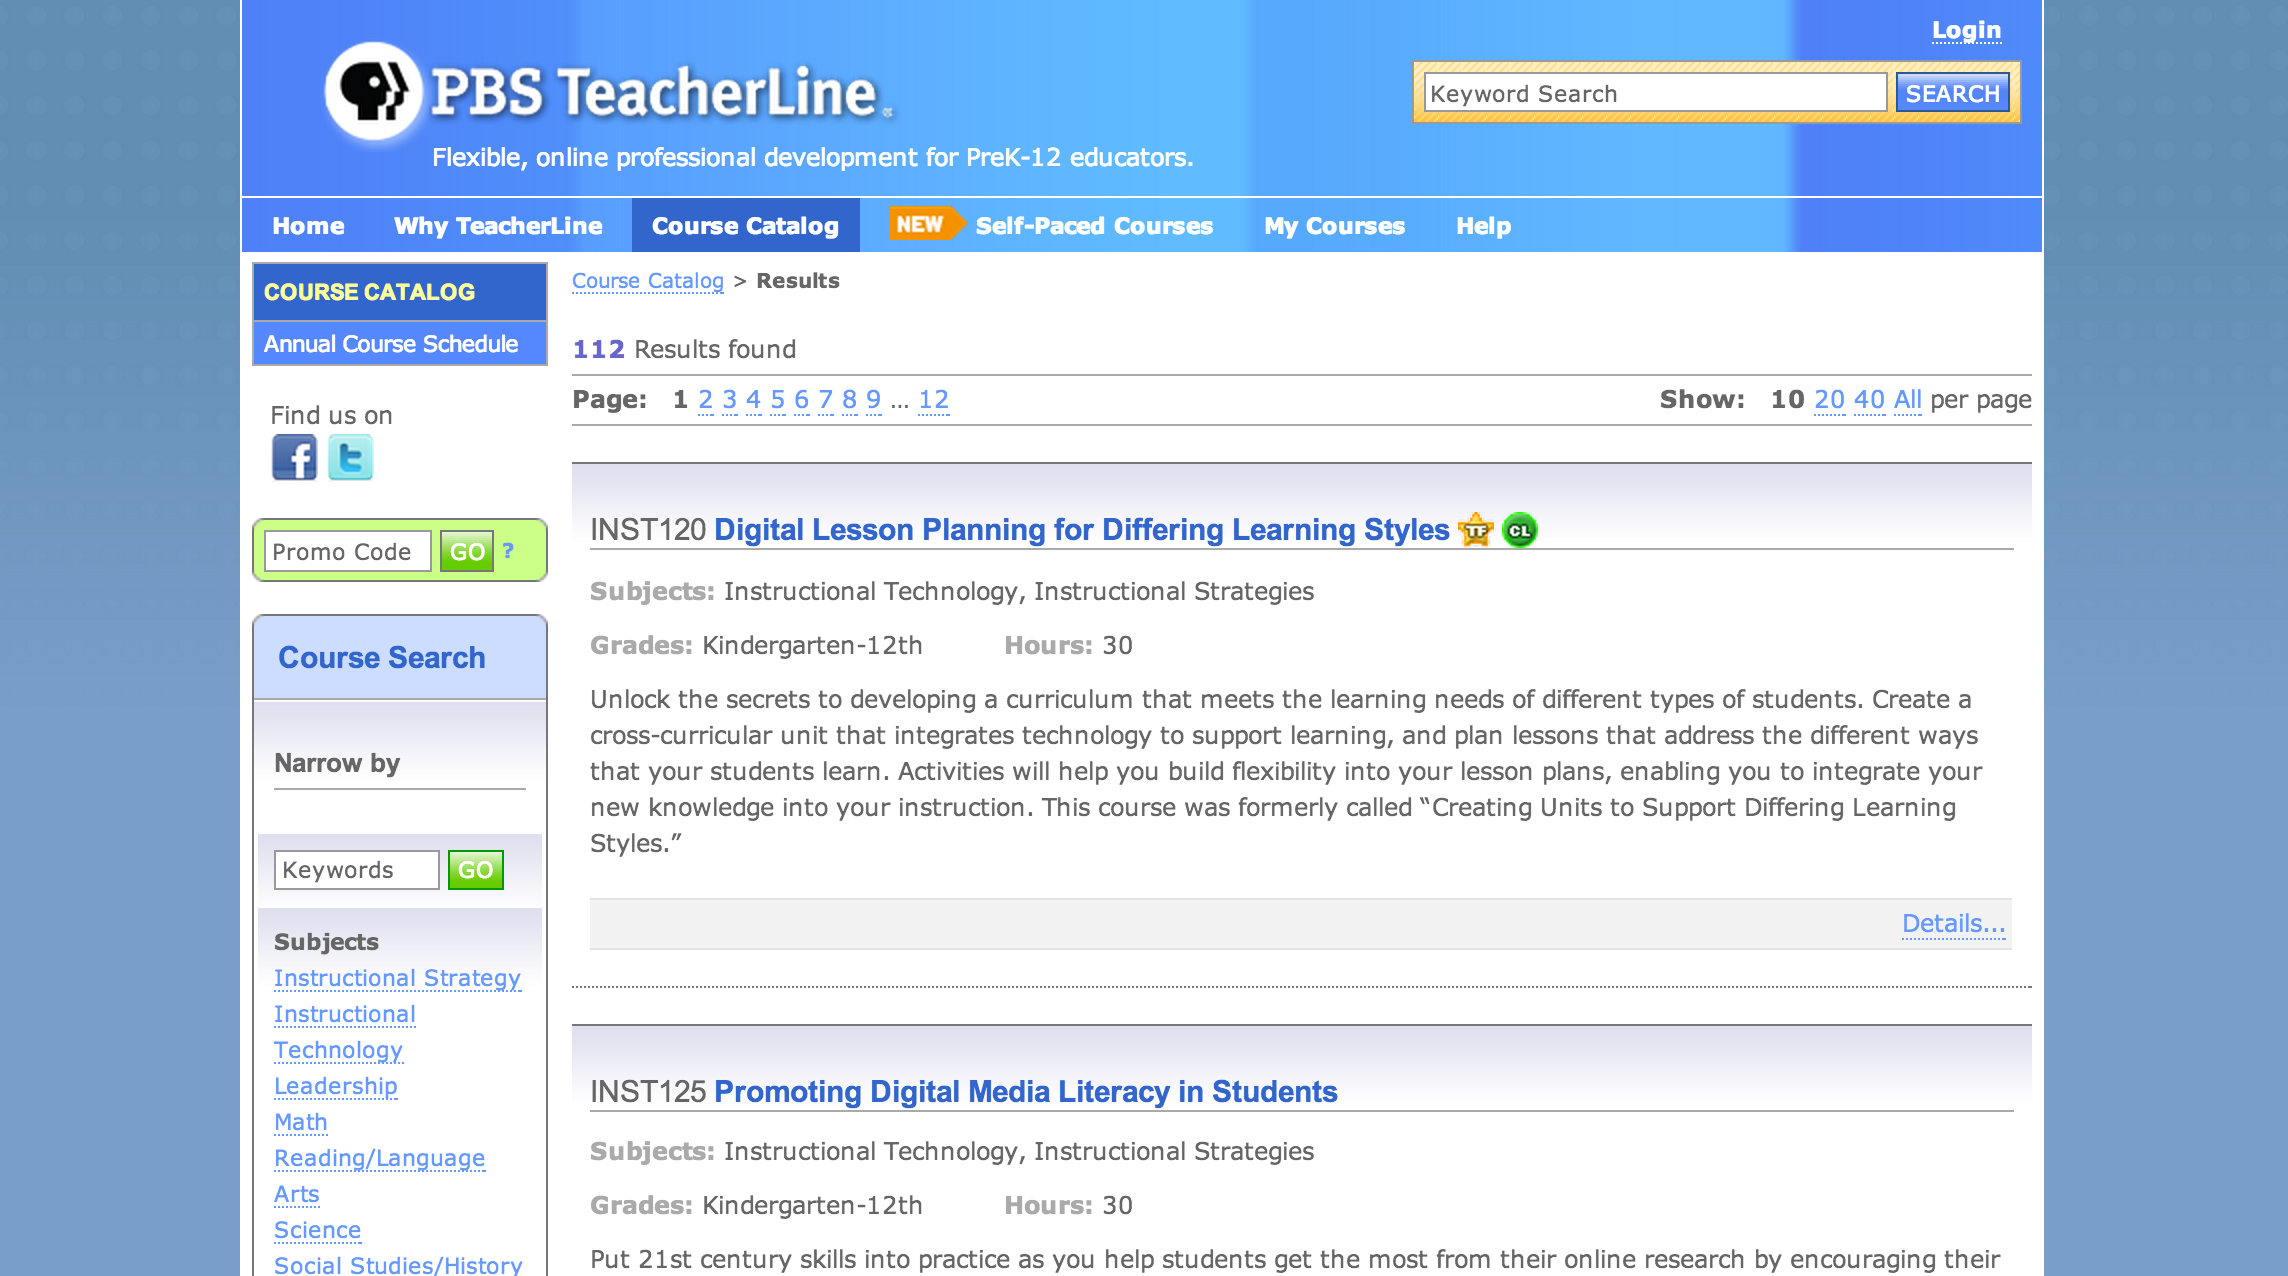 Login
PBS TeacherLine
Keyword Search SEARCH
Flexible, online professional development for PreK-12 educators.
Home Why TeacherLine Course Catalog NEW Self-Paced Courses My Courses Help
COURSE CATALOG
Annual Course Schedule
Find us on
f t
Promo Code GO ?
Course Search
Narrow by
Keywords GO
Subjects
Instructional Strategy
Instructional
Technology
Leadership
Math
Reading/Language
Arts
Science
Social Studies/History
Course Catalog > Results
112 Results found
Page: 1 2 3 4 5 6 7 8 9 ... 12 Show: 10 20 40 All per page
INST120 Digital Lesson Planning for Differing Learning Styles TF CL
Subjects: Instructional Technology, Instructional Strategies
Grades: Kindergarten-12th Hours: 30
Unlock the secrets to developing a curriculum that meets the learning needs of different types of students. Create a
cross-curricular unit that integrates technology to support learning, and plan lessons that address the different ways
that your students learn. Activities will help you build flexibility into your lesson plans, enabling you to integrate your
new knowledge into your instruction. This course was formerly called “Creating Units to Support Differing Learning
Styles.”
Details...
INST125 Promoting Digital Media Literacy in Students
Subjects: Instructional Technology, Instructional Strategies
Grades: Kindergarten-12th Hours: 30
Put 21st century skills into practice as you help students get the most from their online research by encouraging their